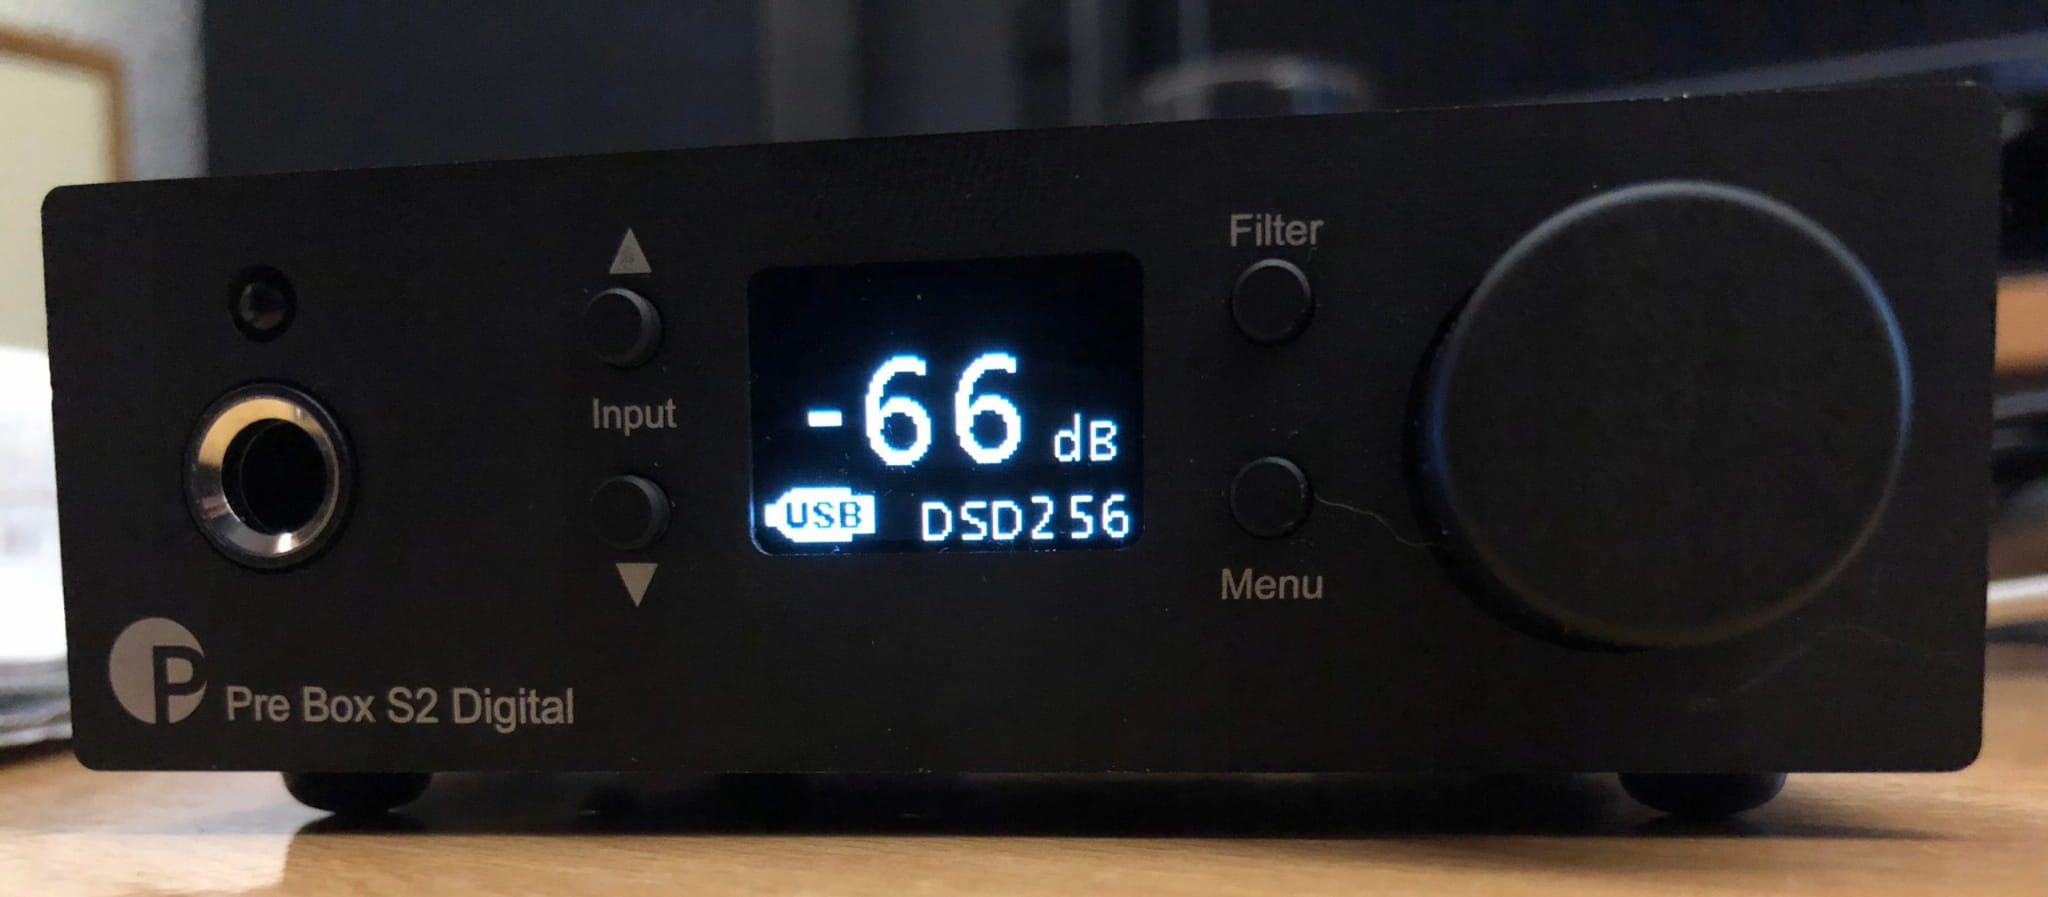 Input
-66 dB
USB DSD256
Filter
Menu
P Pre Box S2 Digital